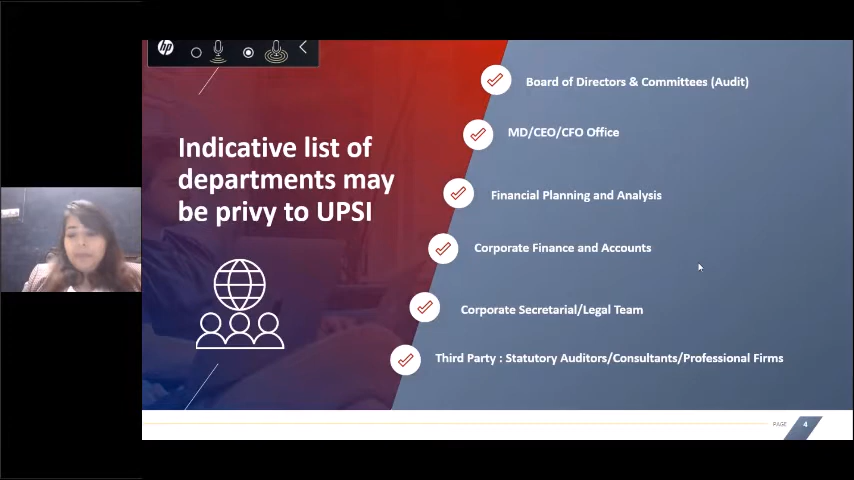 hp
Indicative list of
departments may
be privy to UPSI
Board of Directors & Committees (Audit)
MD/CEO/CFO Office
Financial Planning and Analysis
Corporate Finance and Accounts
Corporate Secretarial/Legal Team
Third Party : Statutory Auditors/Consultants/Professional Firms
PAGE 4